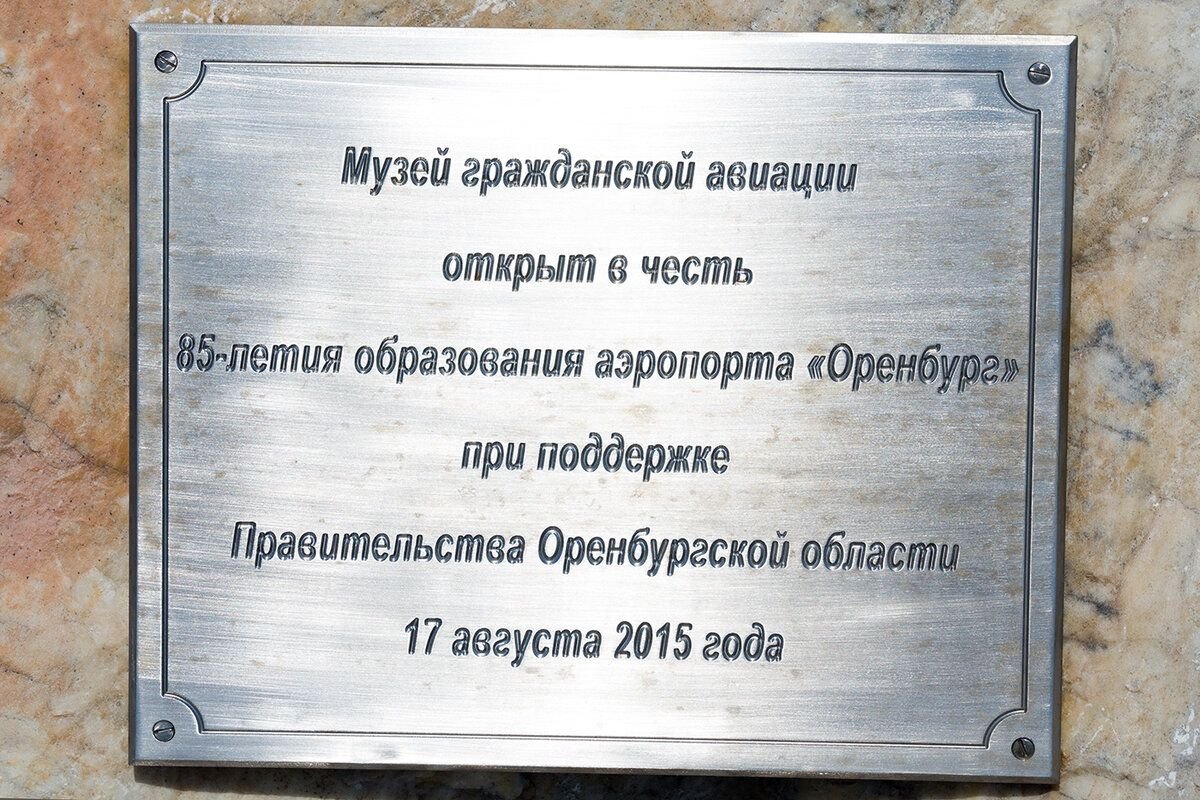 Музей гражданской авиации
открыт в честь
85-летия образования аэропорта «Оренбург»
при поддержке
Правительства Оренбургской области
17 августа 2015 года